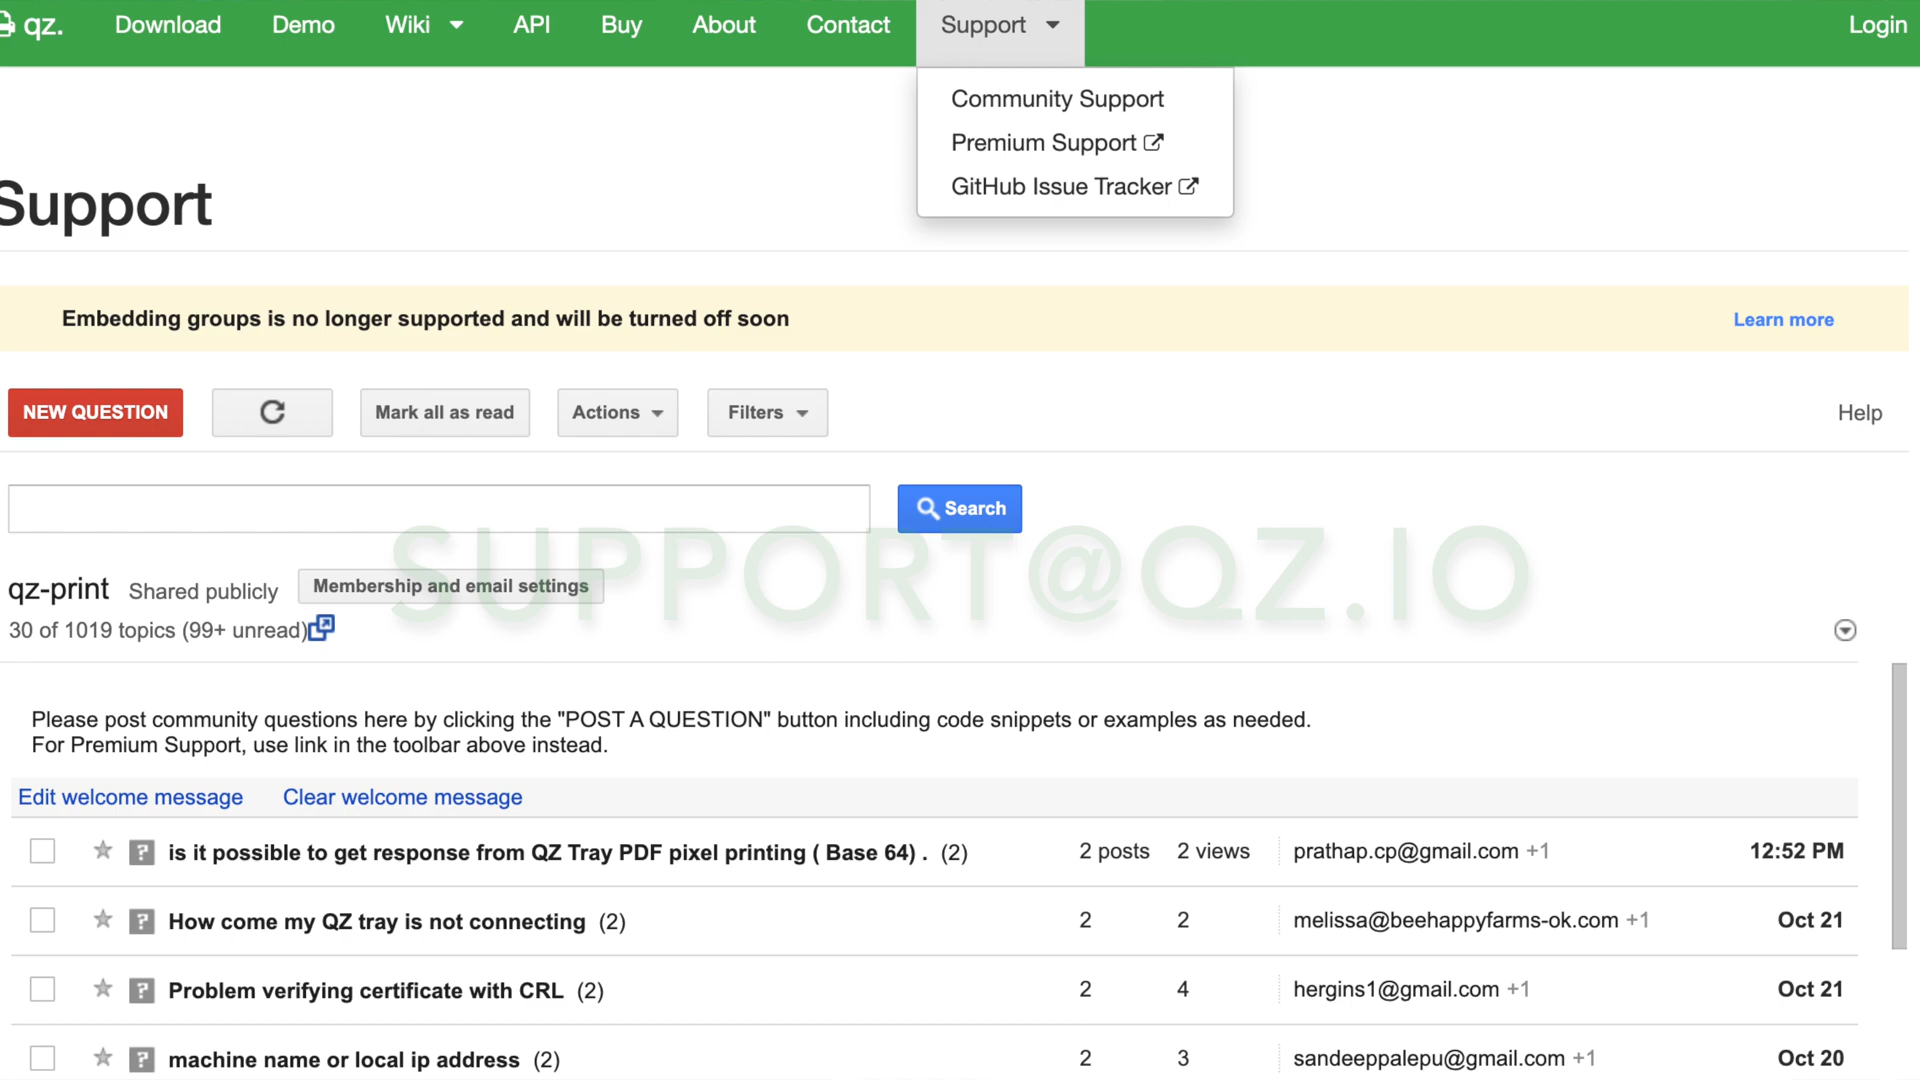 qz. Download Demo Wiki API Buy About Contact Support Login
Community Support
Premium Support
GitHub Issue Tracker
Support
Embedding groups is no longer supported and will be turned off soon Learn more
NEW QUESTION Mark all as read Actions Filters Help
Search
SUPPORT@QZ.IO
qz-print Shared publicly Membership and email settings
30 of 1019 topics (99+ unread)
Please post community questions here by clicking the "POST A QUESTION" button including code snippets or examples as needed.
For Premium Support, use link in the toolbar above instead.
Edit welcome message Clear welcome message
? is it possible to get response from QZ Tray PDF pixel printing ( Base 64) . (2) 2 posts 2 views prathap.cp@gmail.com +1 12:52 PM
? How come my QZ tray is not connecting (2) 2 2 melissa@beehappyfarms-ok.com +1 Oct 21
? Problem verifying certificate with CRL (2) 2 4 hergins1@gmail.com +1 Oct 21
? machine name or local ip address (2) 2 3 sandeeppalepu@gmail.com +1 Oct 20